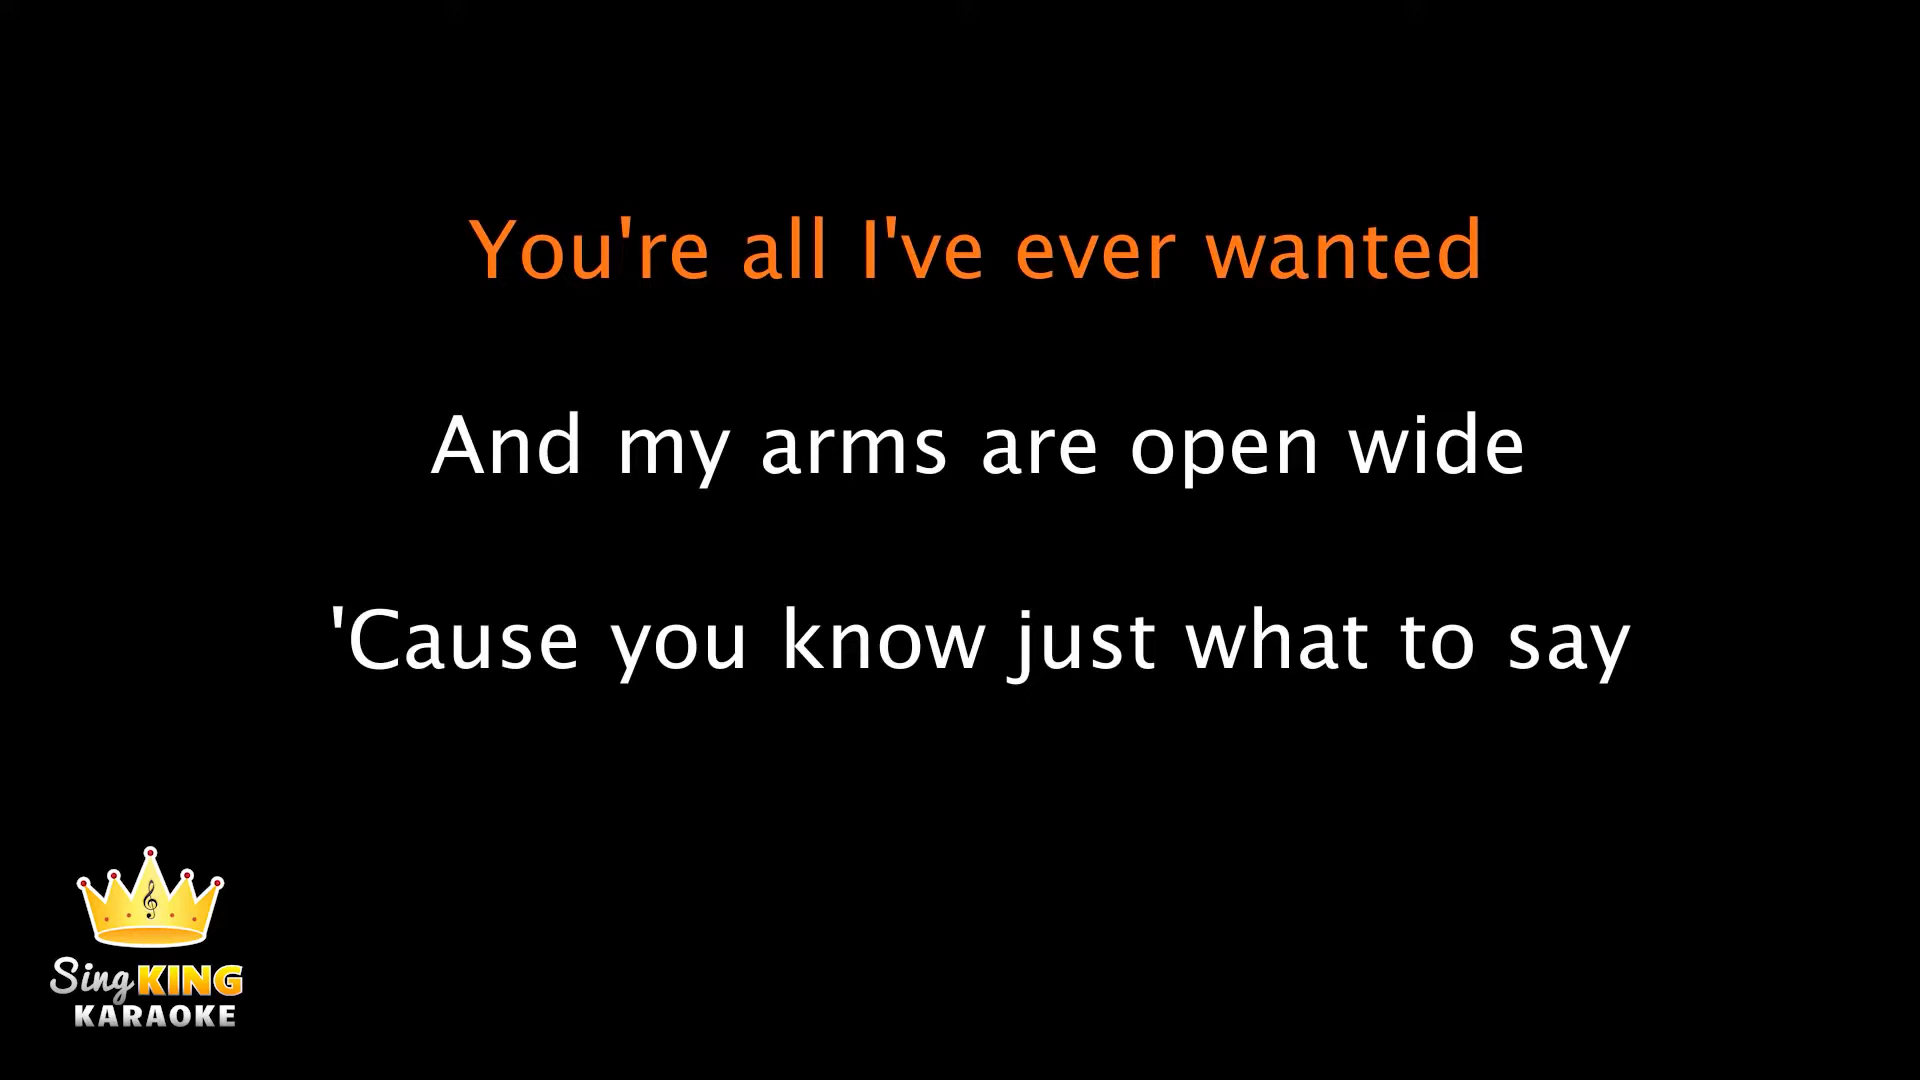 You're all I've ever wanted
And my arms are open wide
'Cause you know just what to say
Sing KING
KARAOKE